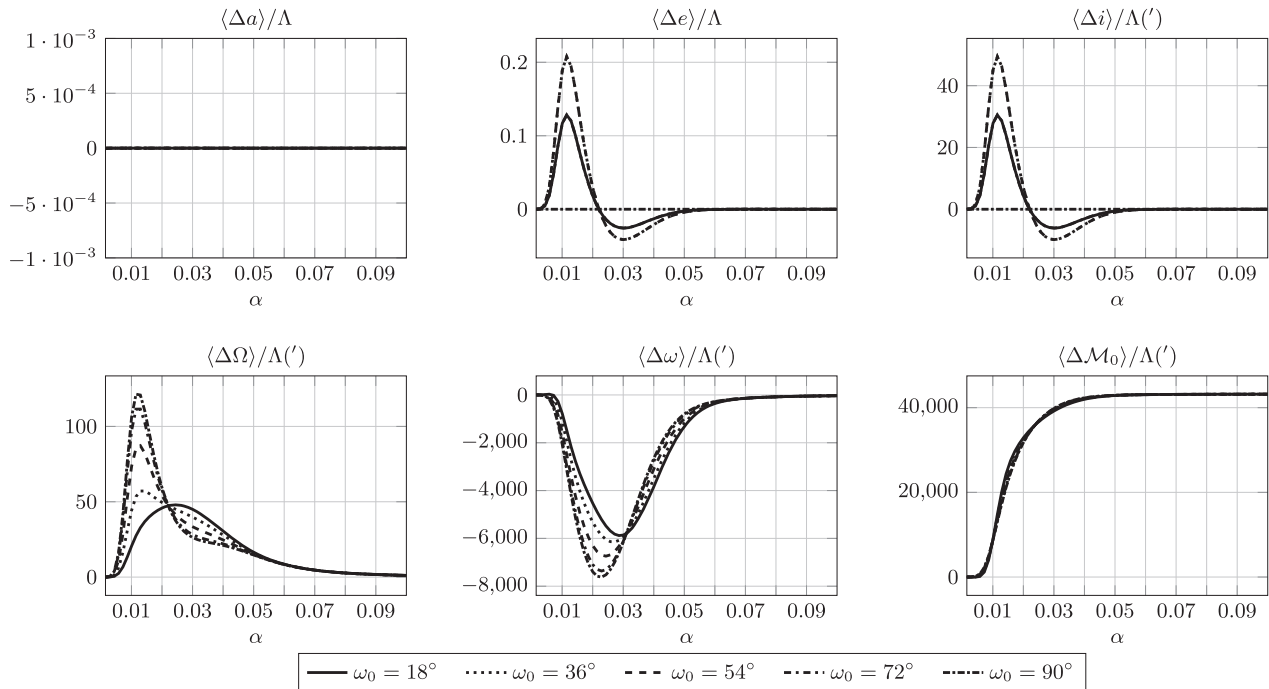 ⟨Δa⟩/Λ
1 · 10⁻³
5 · 10⁻⁴
0
−5 · 10⁻⁴
−1 · 10⁻³
0.01 0.03 0.05 0.07 0.09
α
⟨Δe⟩/Λ
0.2
0.1
0
0.01 0.03 0.05 0.07 0.09
α
⟨Δi⟩/Λ(′)
40
20
0
0.01 0.03 0.05 0.07 0.09
α
⟨ΔΩ⟩/Λ(′)
100
50
0
0.01 0.03 0.05 0.07 0.09
α
⟨Δω⟩/Λ(′)
0
−2,000
−4,000
−6,000
−8,000
0.01 0.03 0.05 0.07 0.09
α
⟨Δℳ₀⟩/Λ(′)
40,000
20,000
0
0.01 0.03 0.05 0.07 0.09
α
ω₀ = 18° ω₀ = 36° ω₀ = 54° ω₀ = 72° ω₀ = 90°